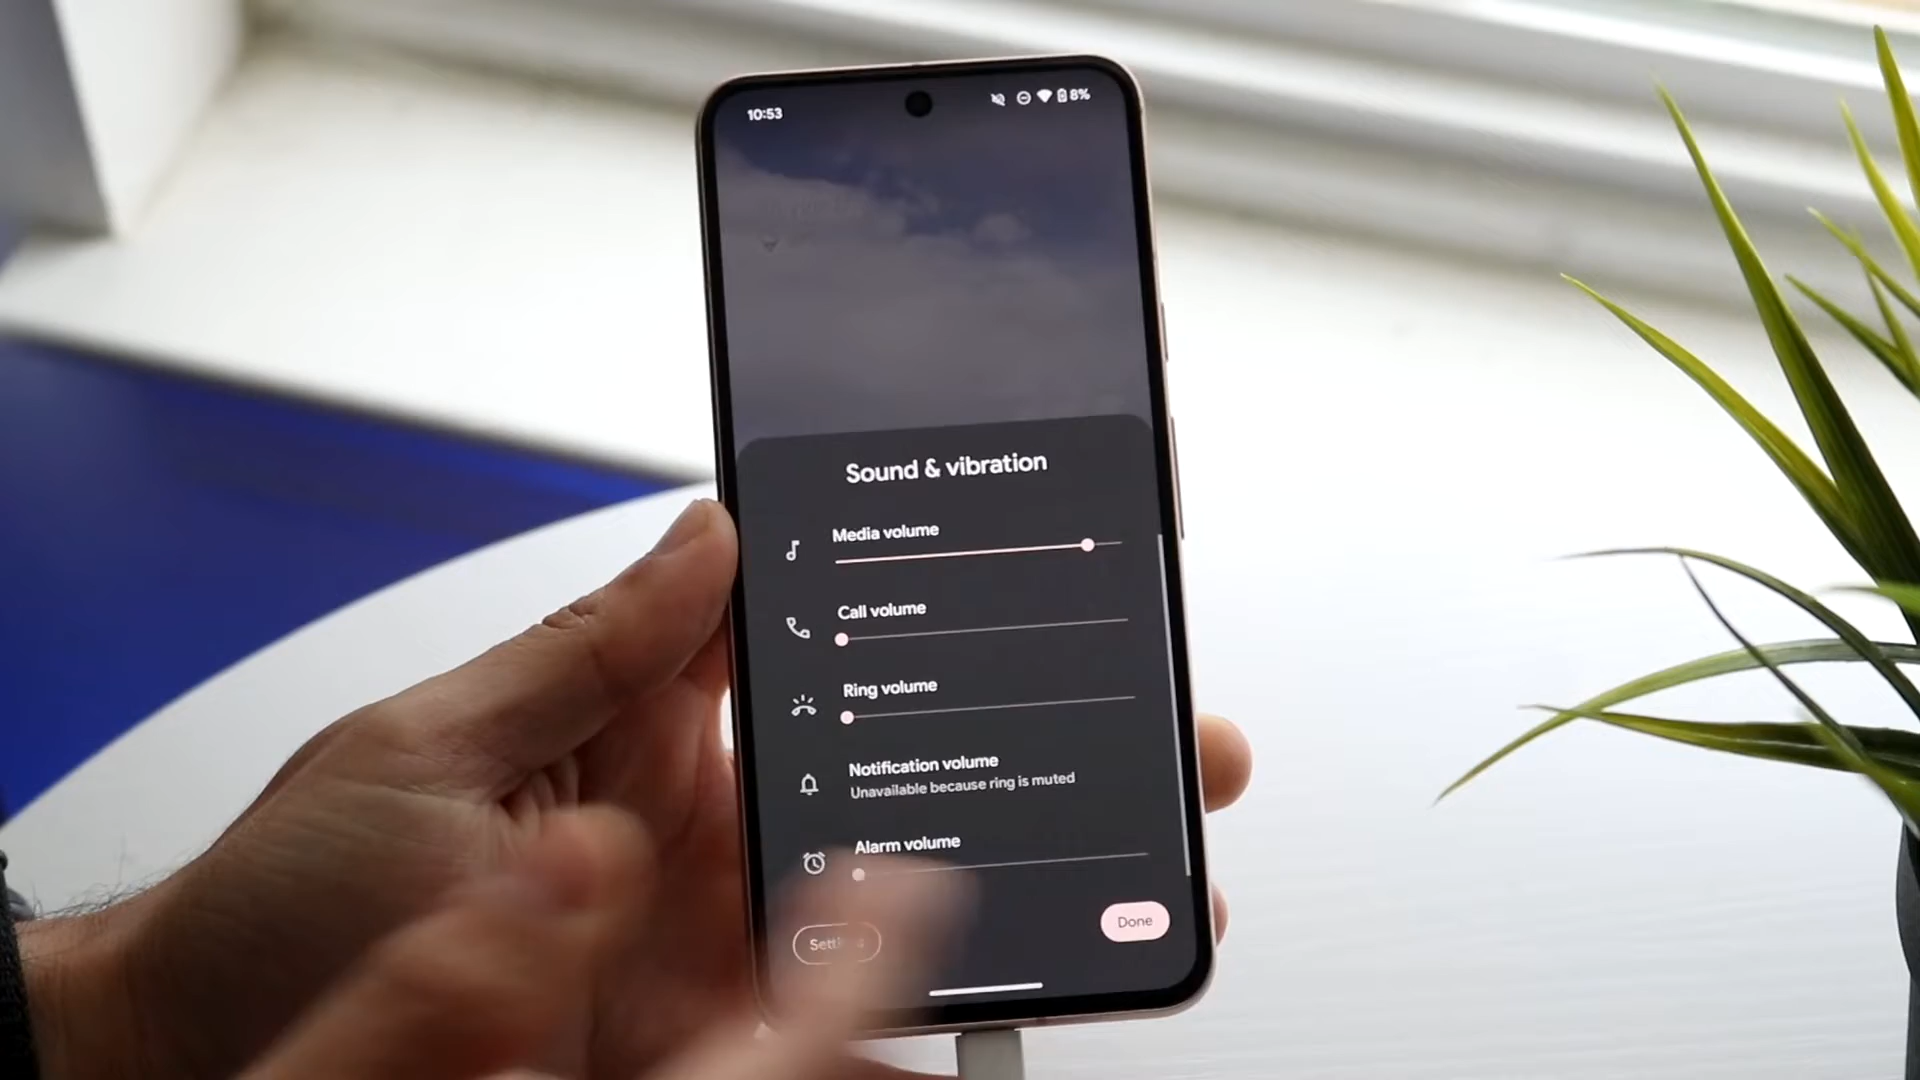 10:53
8%
Sound & vibration
Media volume
Call volume
Ring volume
Notification volume
Unavailable because ring is muted
Alarm volume
Done